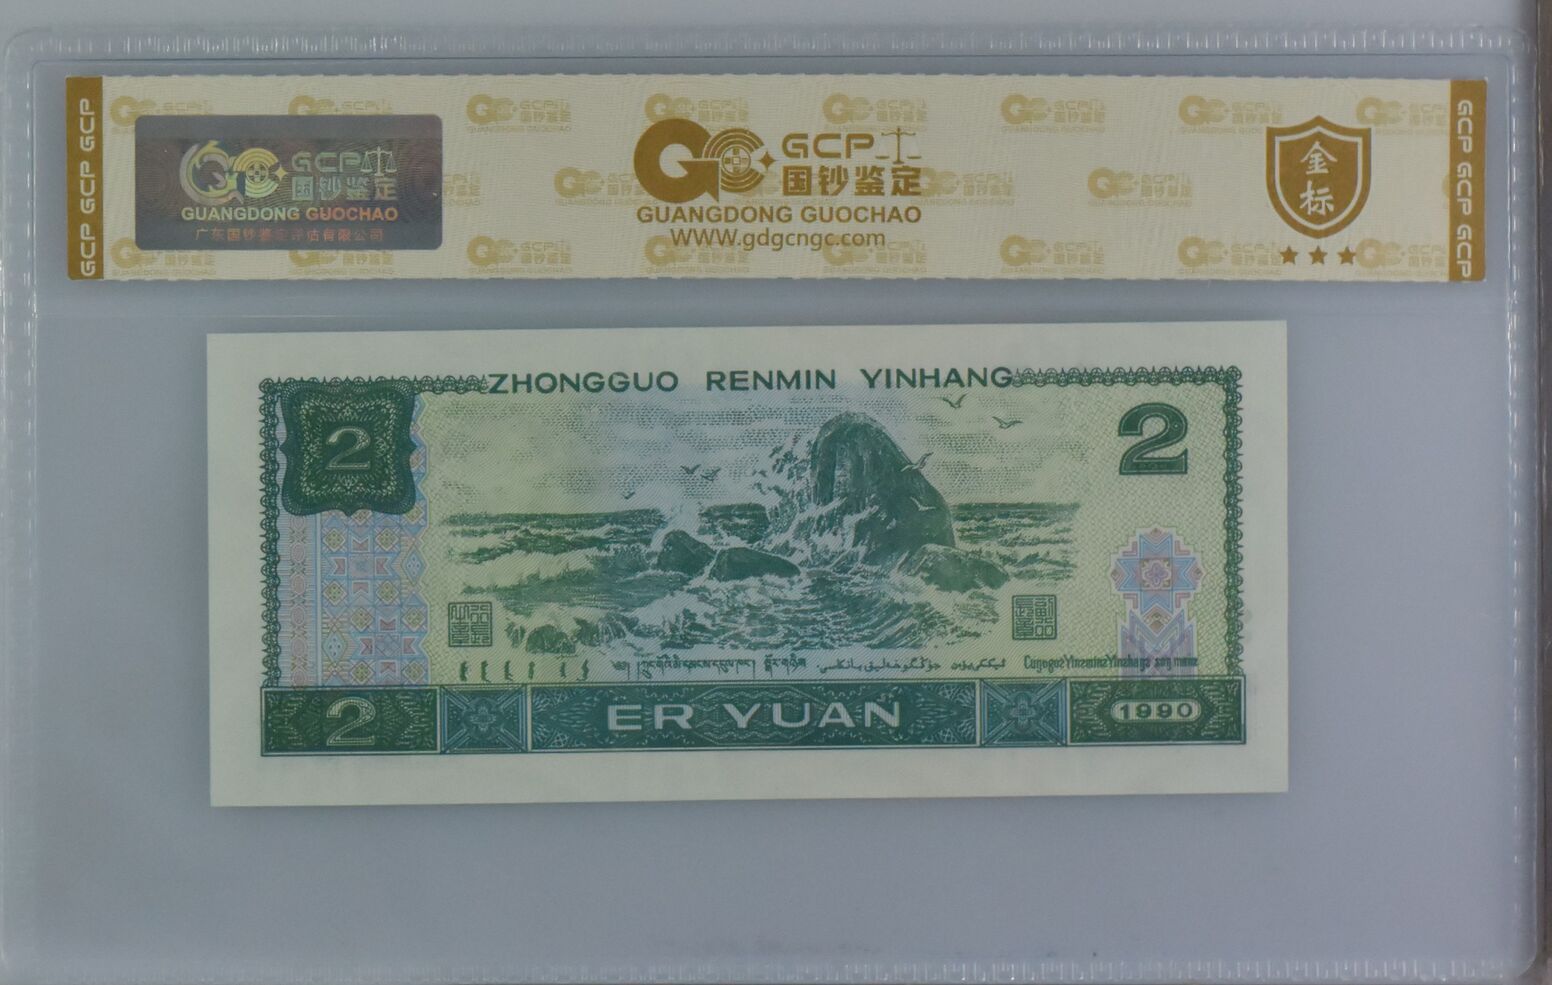 GCP GCP GCP
GCP
国钞鉴定
GUANGDONG GUOCHAO
广东国钞鉴定评估有限公司
GCP
国钞鉴定
GUANGDONG GUOCHAO
WWW.gdgcngc.com
金
标
GCP GCP GCP
ZHONGGUO RENMIN YINHANG
2
2
2
ER YUAN
1990